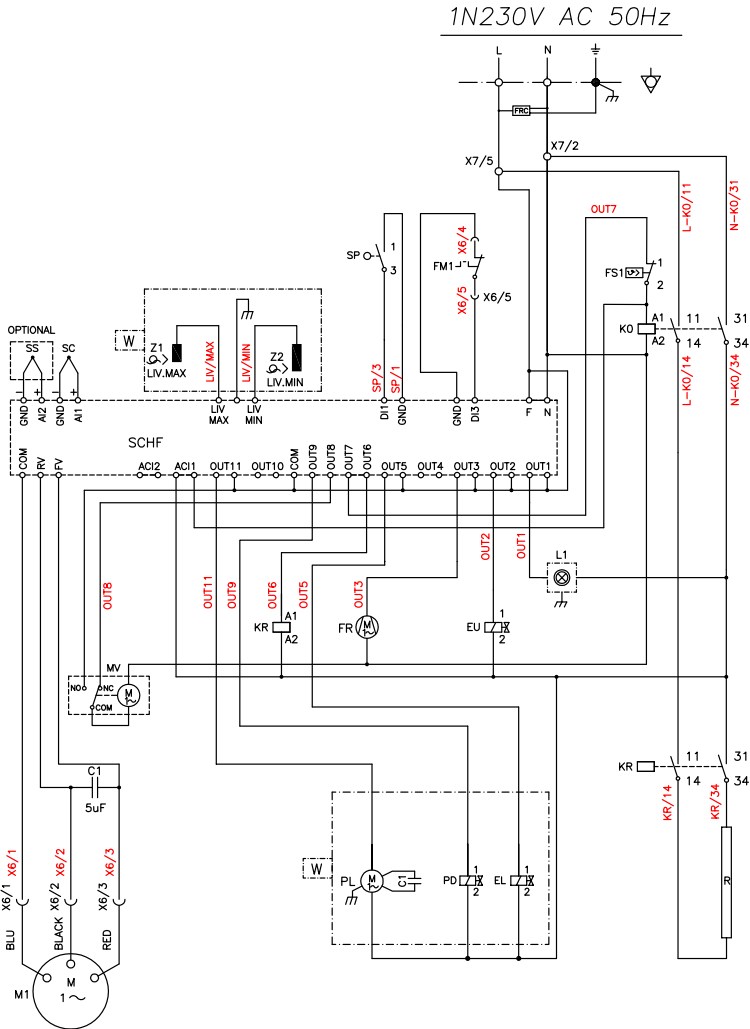 1N230V AC 50Hz
L N
FRC
X7/2
X7/5
L-K0/11
N-K0/31
OUT7
X6/4
SP 1
3
FM1
FS1 1
2
X6/5 X6/5
K0 A1 11 31
A2 14 34
OPTIONAL
SS SC
W
Z1 LIV.MAX
LIV/MAX
LIV/MIN
Z2
LIV.MIN
SP/3
SP/1
L-K0/14
N-K0/34
- + - +
GND AI2 GND AI1
LIV MAX
LIV MIN
DI1 GND
GND DI3
F N
SCHF
COM RV FV ACI2 ACI1 OUT11 OUT10 COM OUT9 OUT8 OUT7 OUT6 OUT5 OUT4 OUT3 OUT2 OUT1
OUT8
OUT11
OUT9
OUT6
OUT5
OUT3
OUT2
OUT1
L1
KR A1
A2
FR M 1~
EU 1
2
MV
NO NC
COM
M 1~
C1
5uF
KR 11 31
14 34
KR/14
KR/34
W
PL M 1~
C1
PD 1
2
EL 1
2
R
X6/1 X6/1
X6/2 X6/2
X6/3 X6/3
BLU
BLACK
RED
M1 M
1~